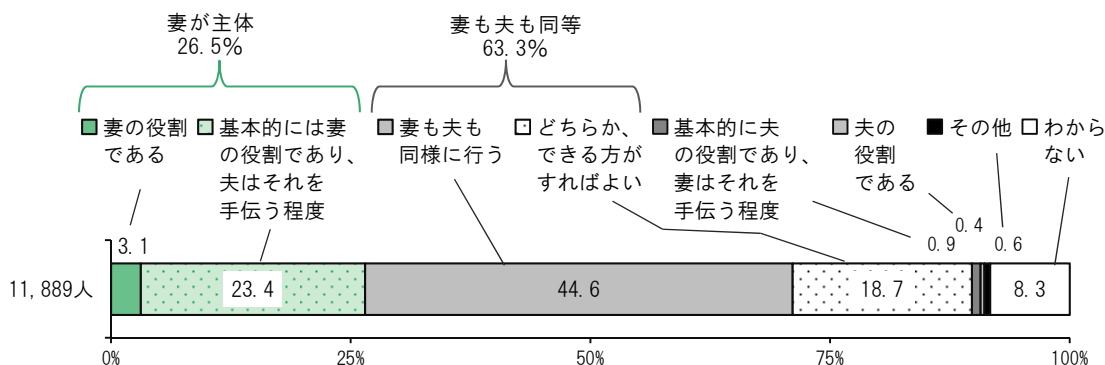 妻が主体
26.5%
妻も夫も同等
63.3%
妻の役割
である
基本的には妻
の役割であり、
夫はそれを
手伝う程度
妻も夫も
同様に行う
どちらか、
できる方が
すればよい
基本的に夫
の役割であり、
妻はそれを
手伝う程度
夫の
役割
である
その他
わから
ない
3.1
0.9
0.4
0.6
11,889人
23.4
44.6
18.7
8.3
0%
25%
50%
75%
100%